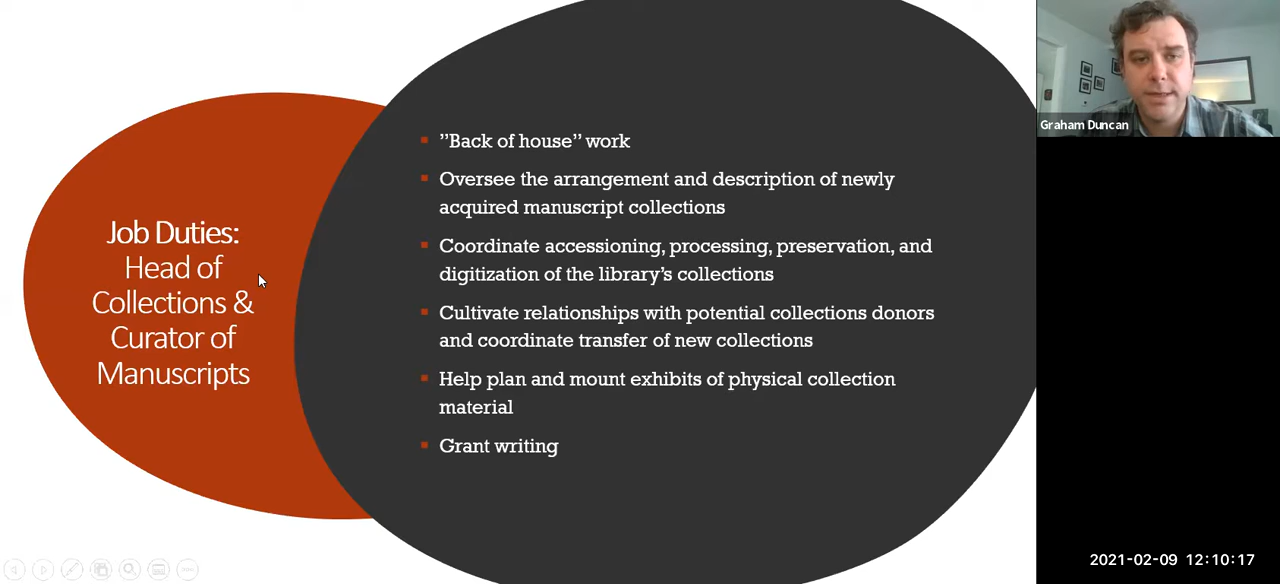 Job Duties:
Head of
Collections &
Curator of
Manuscripts
”Back of house” work
Oversee the arrangement and description of newly
acquired manuscript collections
Coordinate accessioning, processing, preservation, and
digitization of the library’s collections
Cultivate relationships with potential collections donors
and coordinate transfer of new collections
Help plan and mount exhibits of physical collection
material
Grant writing
Graham Duncan
2021-02-09 12:10:17